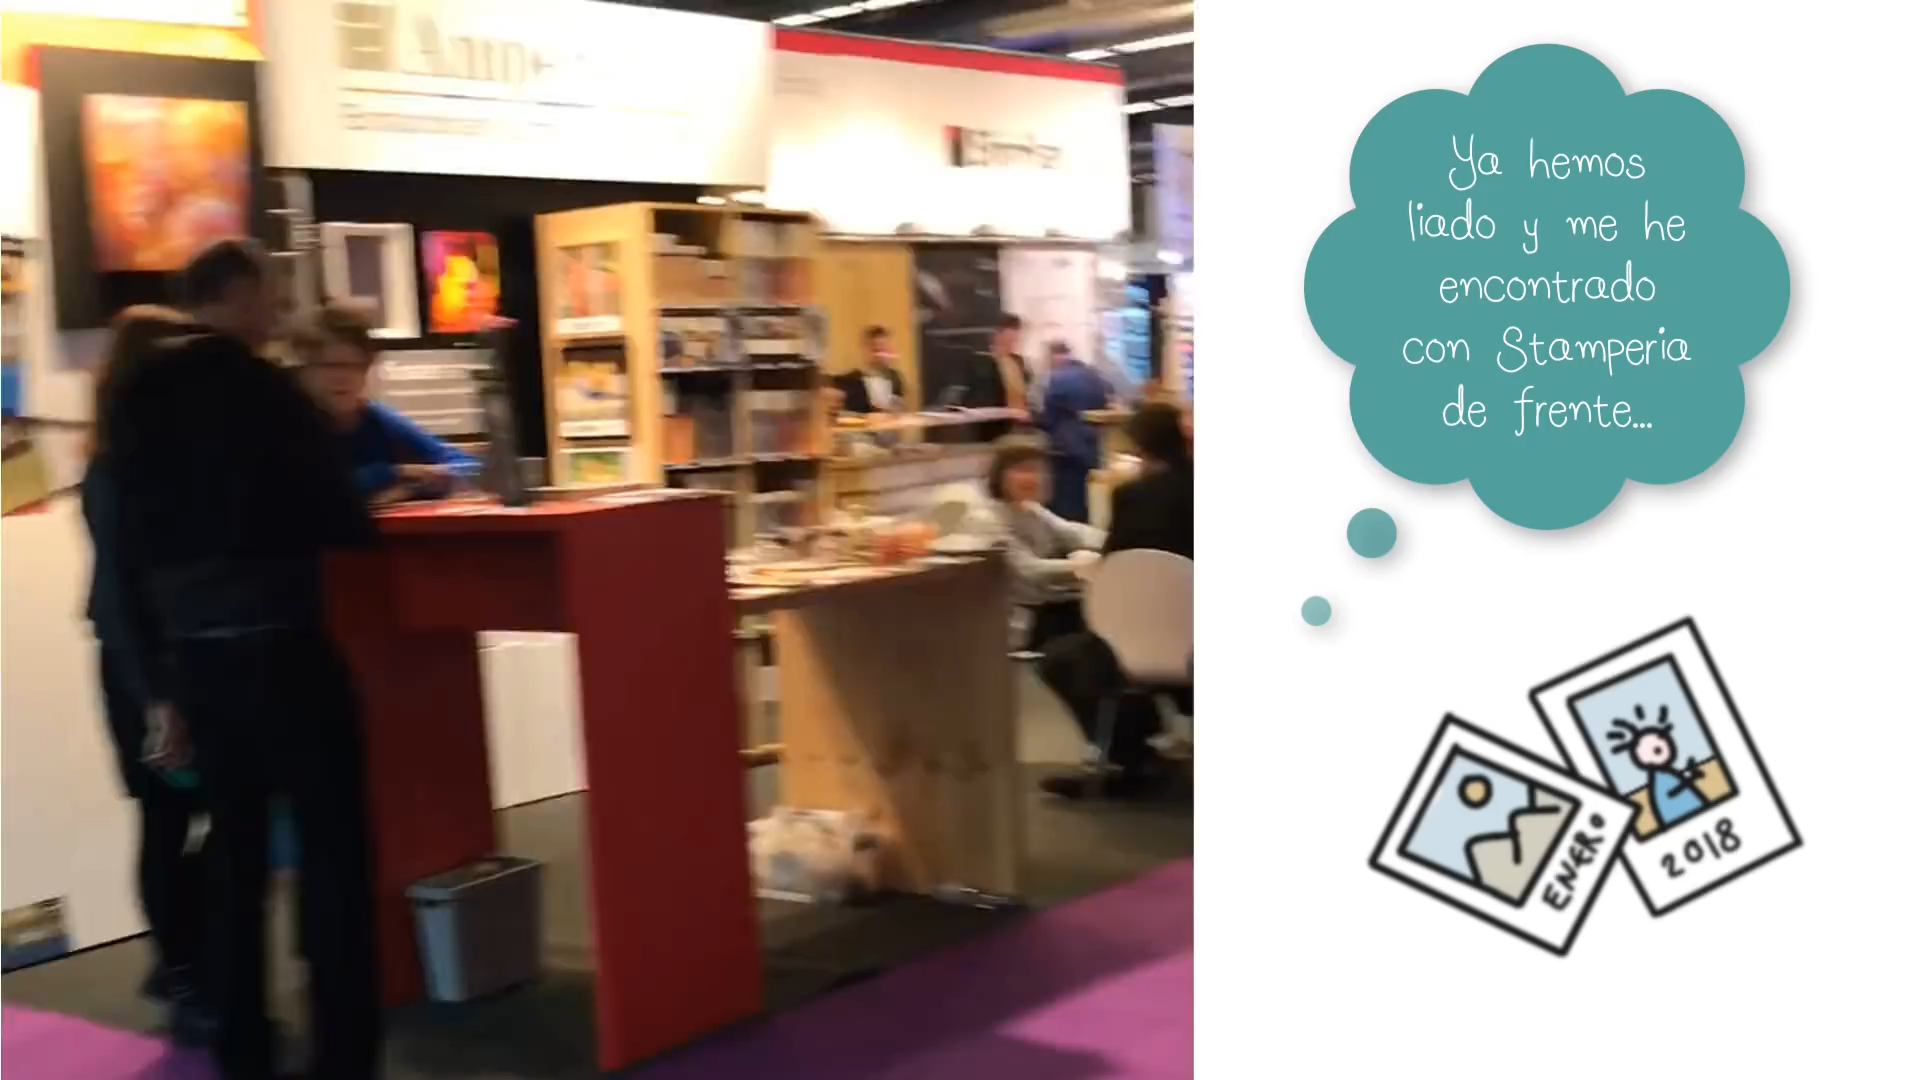 Ya hemos
liado y me he
encontrado
con Stamperia
de frente...
ENERO
2018